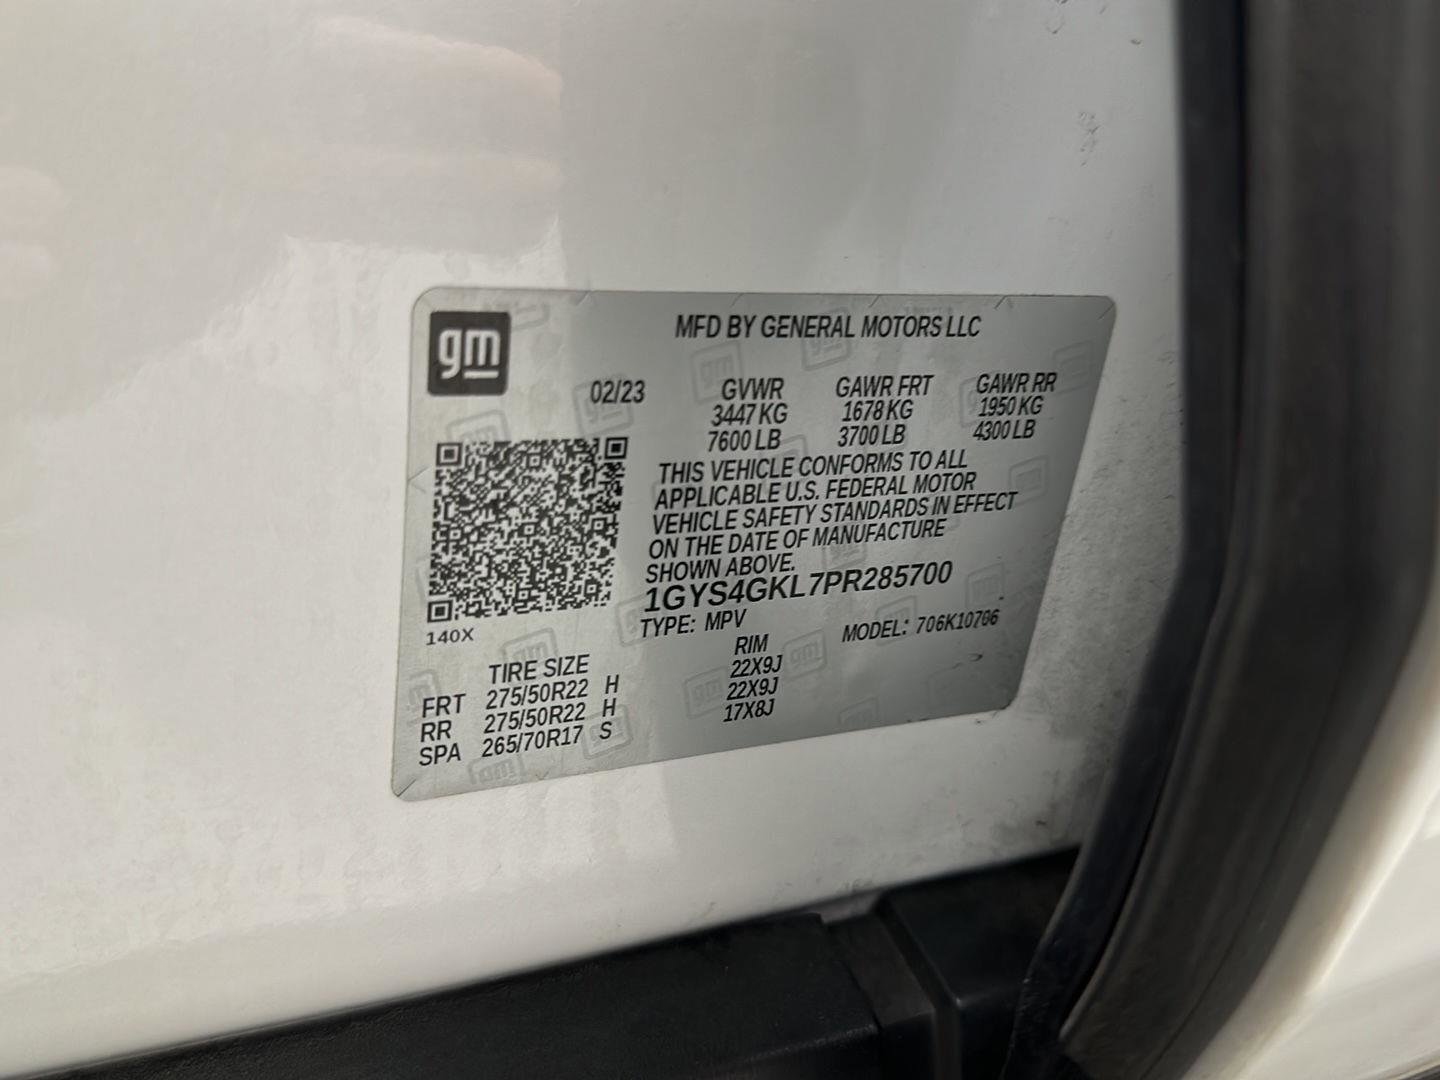 gm
MFD BY GENERAL MOTORS LLC
02/23 GVWR GAWR FRT GAWR RR
3447 KG 1678 KG 1950 KG
7600 LB 3700 LB 4300 LB
THIS VEHICLE CONFORMS TO ALL
APPLICABLE U.S. FEDERAL MOTOR
VEHICLE SAFETY STANDARDS IN EFFECT
ON THE DATE OF MANUFACTURE
SHOWN ABOVE.
1GYS4GKL7PR285700
TYPE: MPV MODEL: 706K10706
140X
TIRE SIZE RIM
FRT 275/50R22 H 22X9J
RR 275/50R22 H 22X9J
SPA 265/70R17 S 17X8J